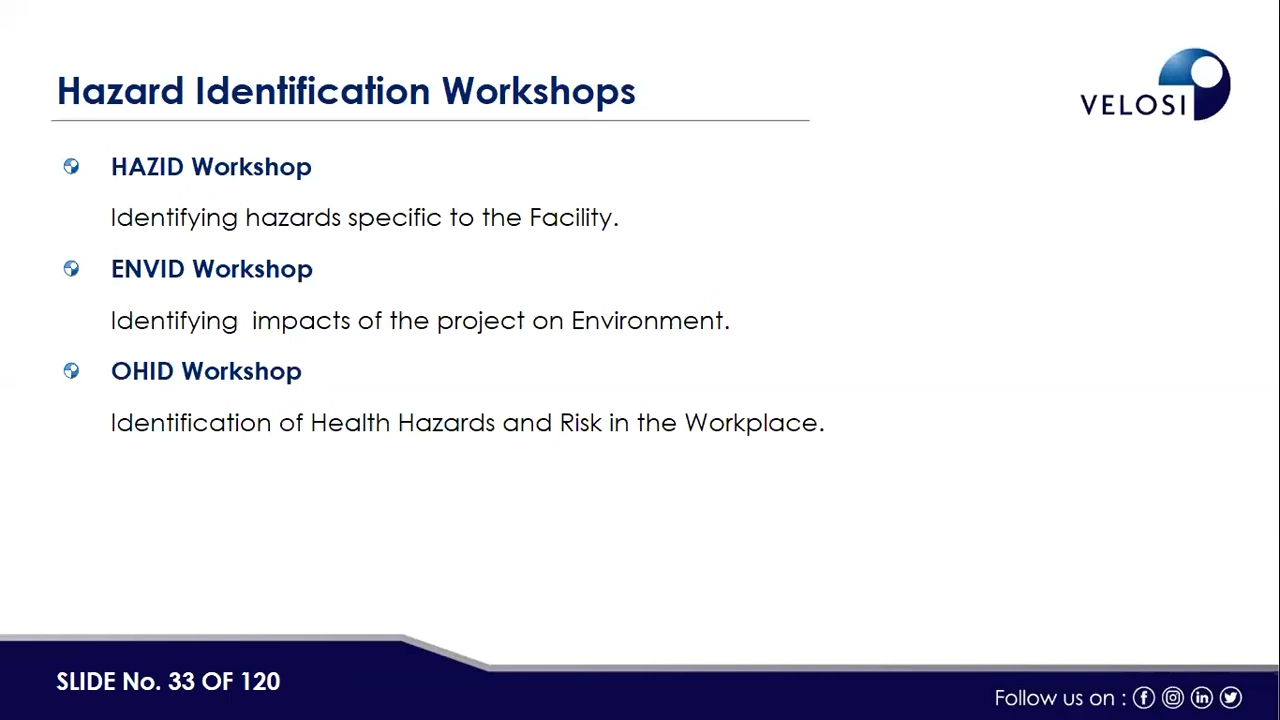 Hazard Identification Workshops
VELOSI
HAZID Workshop
Identifying hazards specific to the Facility.
ENVID Workshop
Identifying  impacts of the project on Environment.
OHID Workshop
Identification of Health Hazards and Risk in the Workplace.
SLIDE No. 33 OF 120
Follow us on :